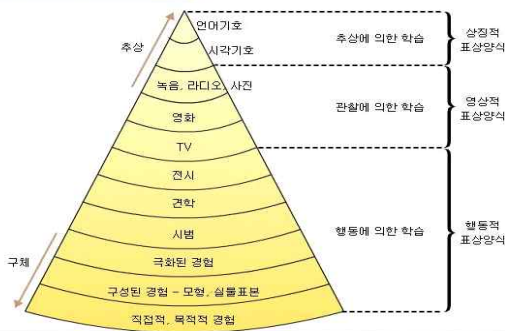 언어기호
시각기호
녹음, 라디오, 사진
영화
TV
전시
견학
시범
극화된 경험
구성된 경험 - 모형, 실물표본
직접적, 목적적 경험
추상
구체
추상에 의한 학습
관찰에 의한 학습
행동에 의한 학습
상징적
표상양식
영상적
표상양식
행동적
표상양식